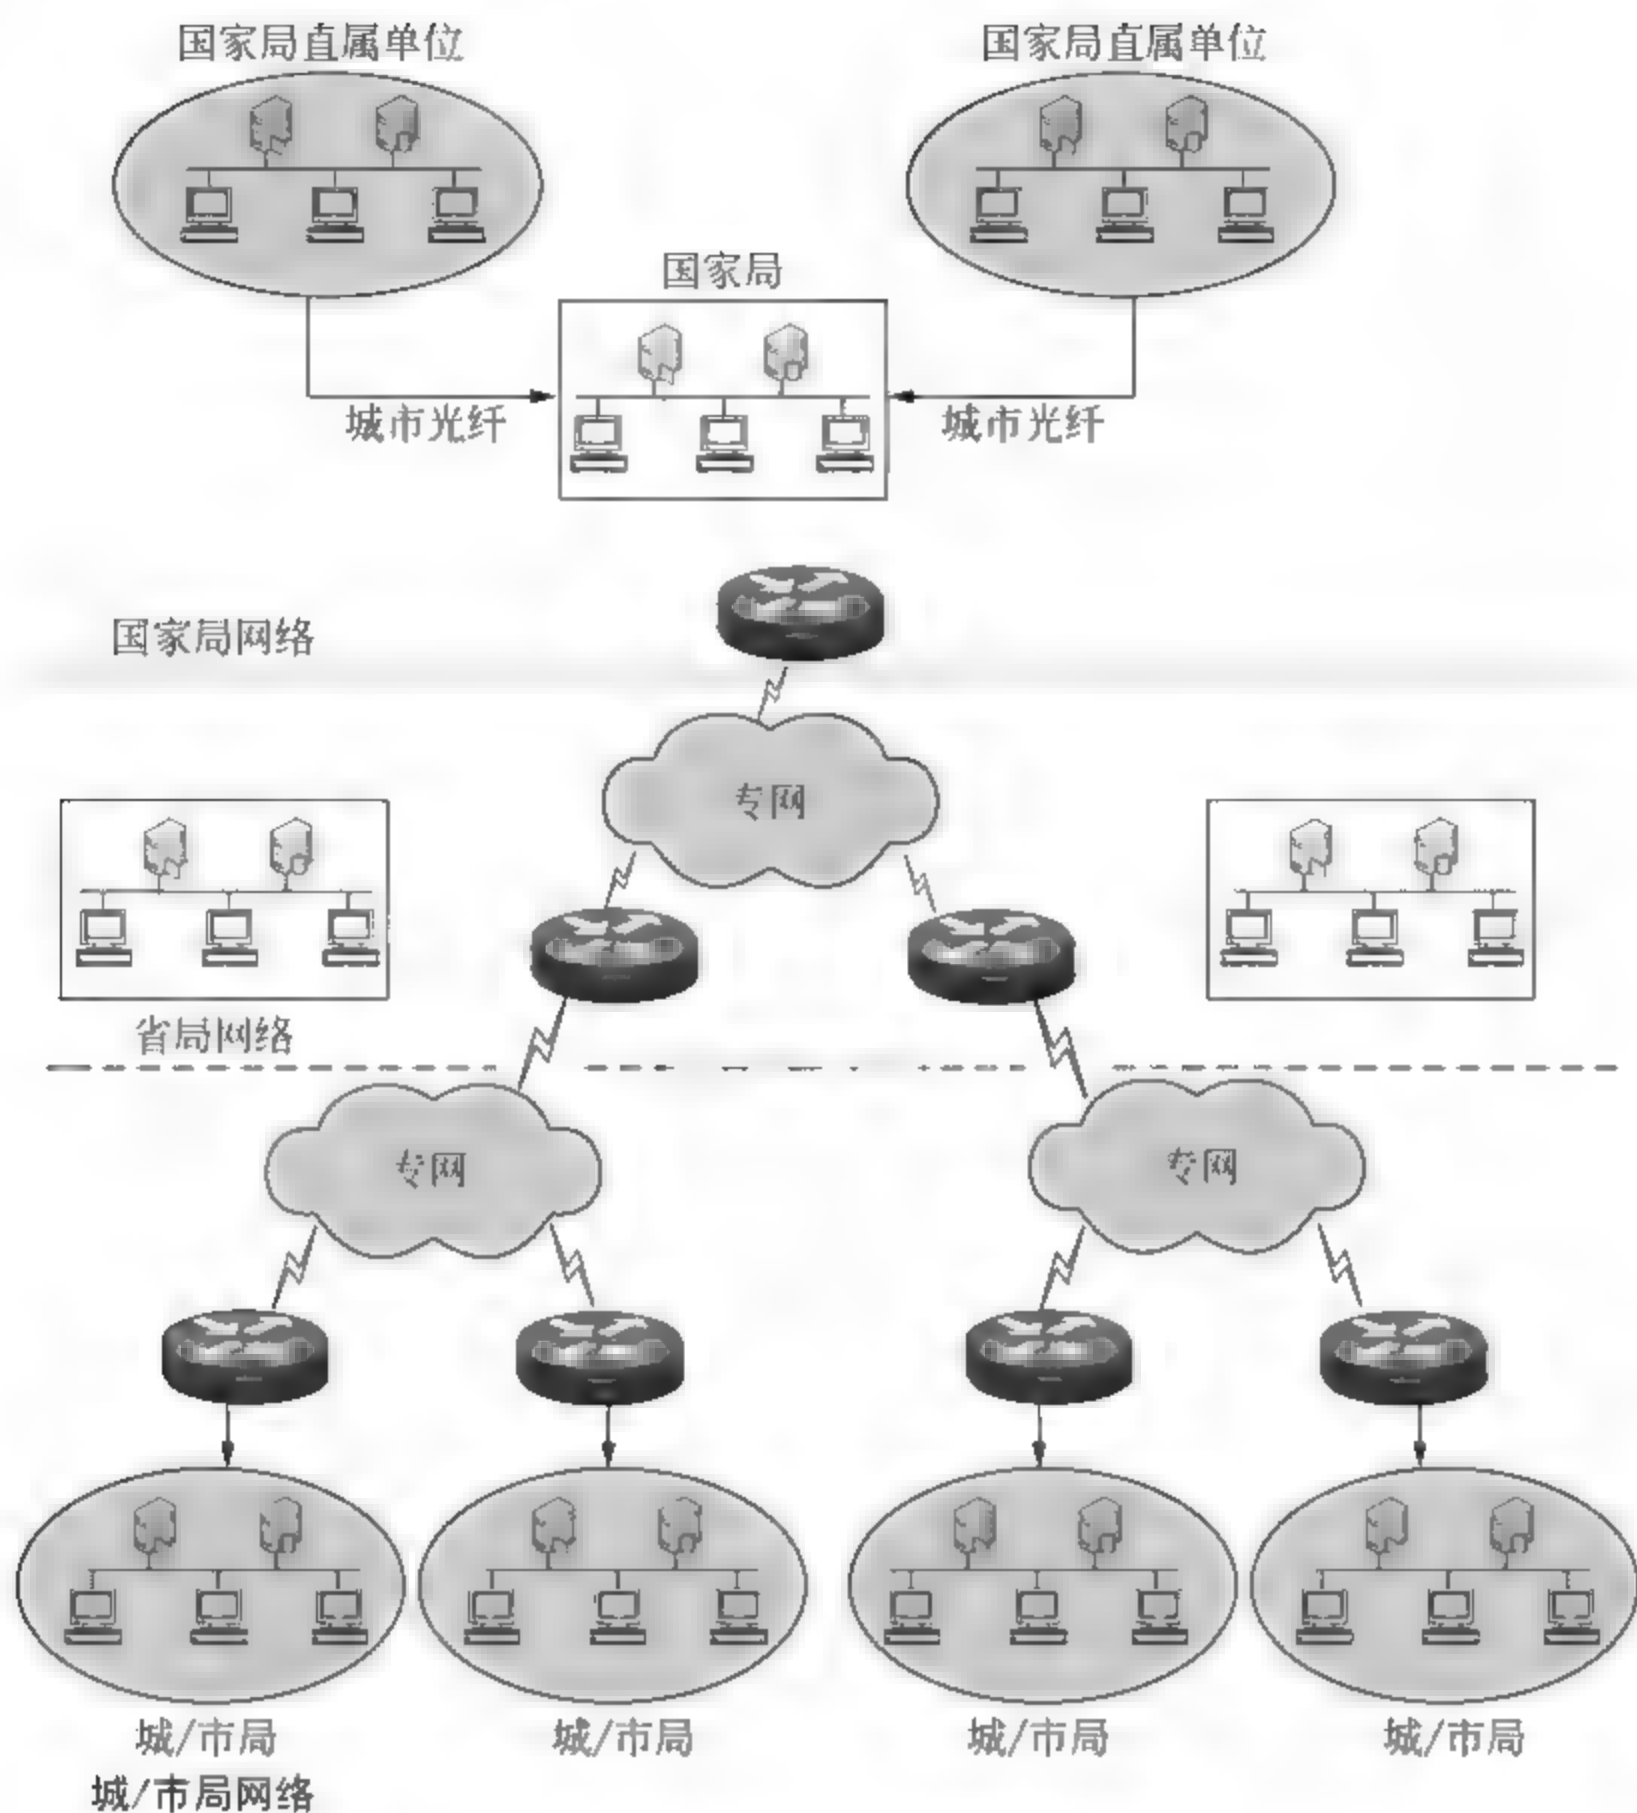 国家局直属单位
国家局直属单位
国家局
城市光纤
城市光纤
国家局网络
专网
省局网络
专网
专网
城/市局
城/市局
城/市局
城/市局
城/市局网络